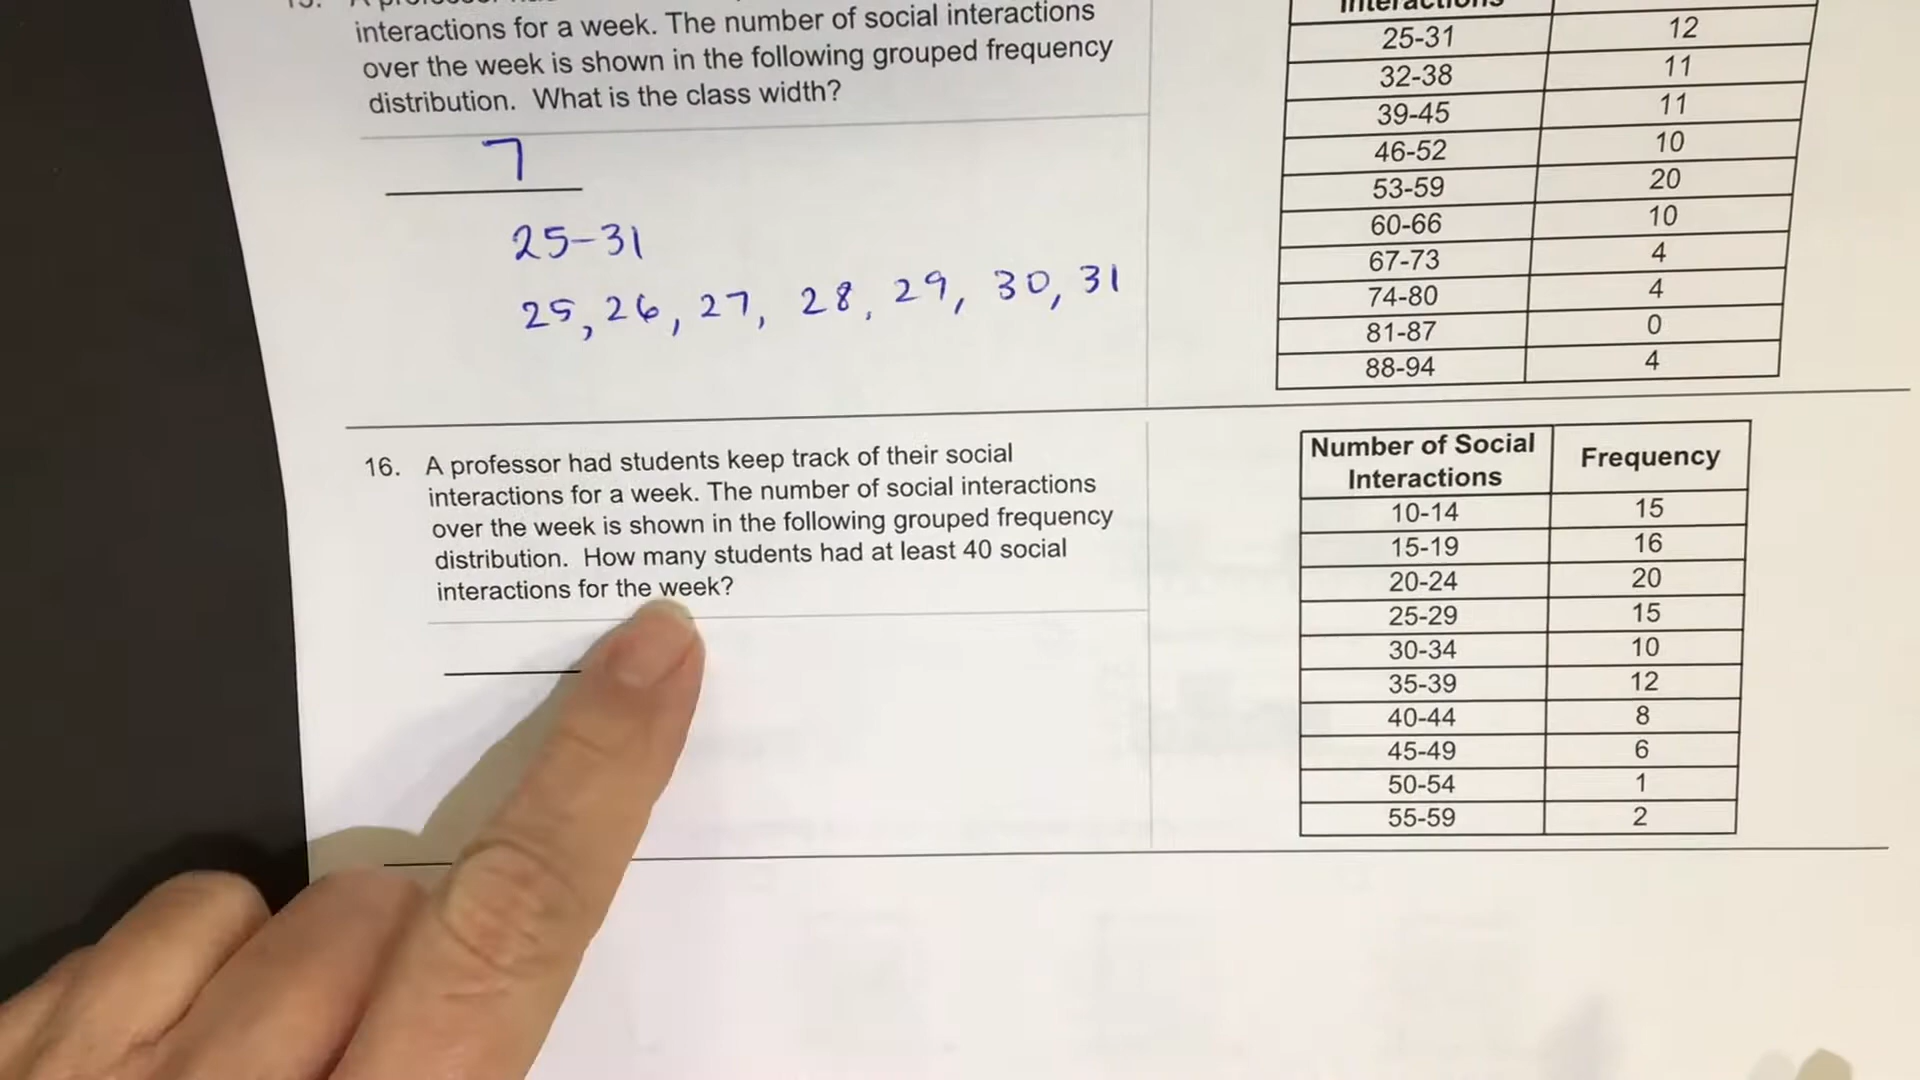 interactions for a week. The number of social interactions
over the week is shown in the following grouped frequency
distribution. What is the class width?
7
25-31
25, 26, 27, 28, 29, 30, 31
Interactions
25-31 12
32-38 11
39-45 11
46-52 10
53-59 20
60-66 10
67-73 4
74-80 4
81-87 0
88-94 4
16. A professor had students keep track of their social
interactions for a week. The number of social interactions
over the week is shown in the following grouped frequency
distribution. How many students had at least 40 social
interactions for the week?
Number of Social
Interactions
Frequency
10-14 15
15-19 16
20-24 20
25-29 15
30-34 10
35-39 12
40-44 8
45-49 6
50-54 1
55-59 2